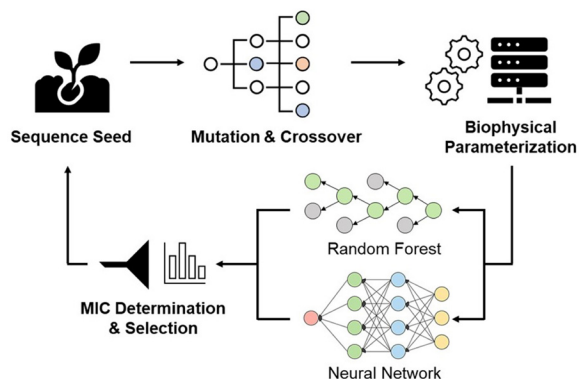 Sequence Seed
Mutation & Crossover
Biophysical
Parameterization
Random Forest
Neural Network
MIC Determination
& Selection